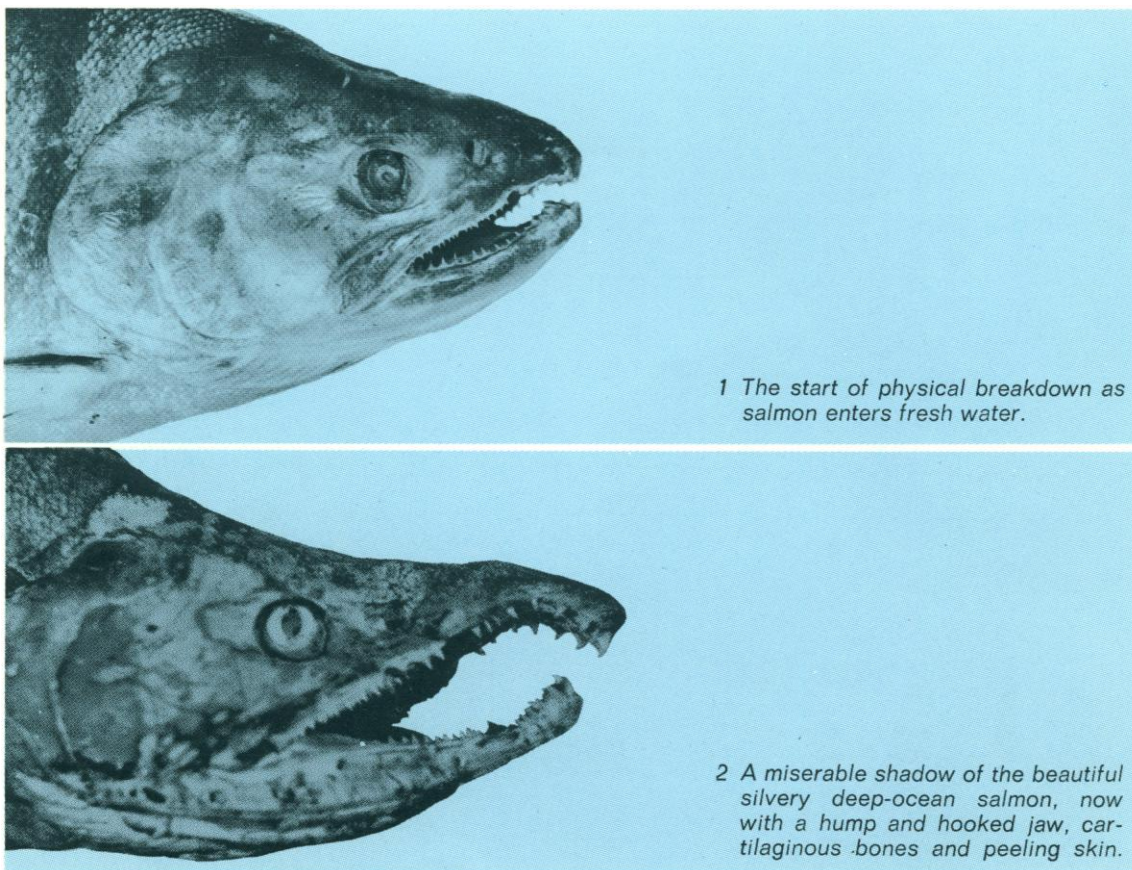 1 The start of physical breakdown as
salmon enters fresh water.
2 A miserable shadow of the beautiful
silvery deep-ocean salmon, now
with a hump and hooked jaw, car-
tilaginous bones and peeling skin.